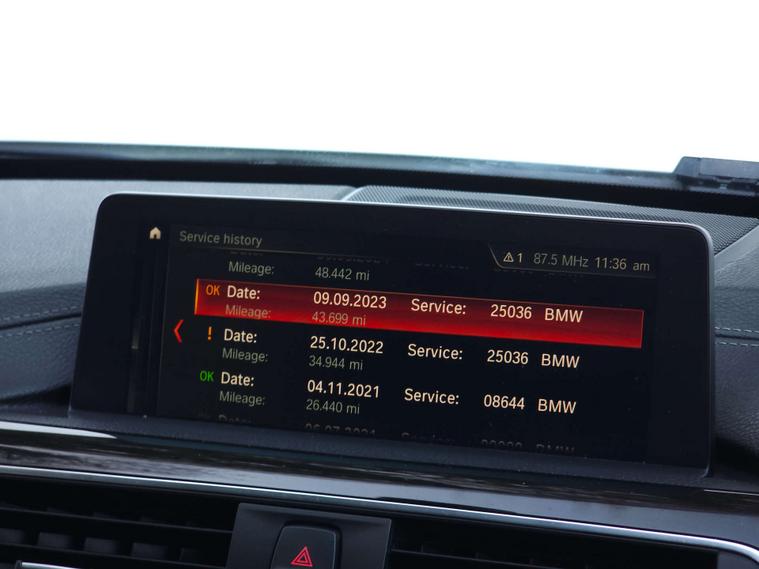 Service history
⚠1 87.5 MHz 11:36 am
Mileage: 48.442 mi
OK Date: 09.09.2023 Service: 25036 BMW
Mileage: 43.699 mi
! Date: 25.10.2022 Service: 25036 BMW
Mileage: 34.944 mi
OK Date: 04.11.2021 Service: 08644 BMW
Mileage: 26.440 mi